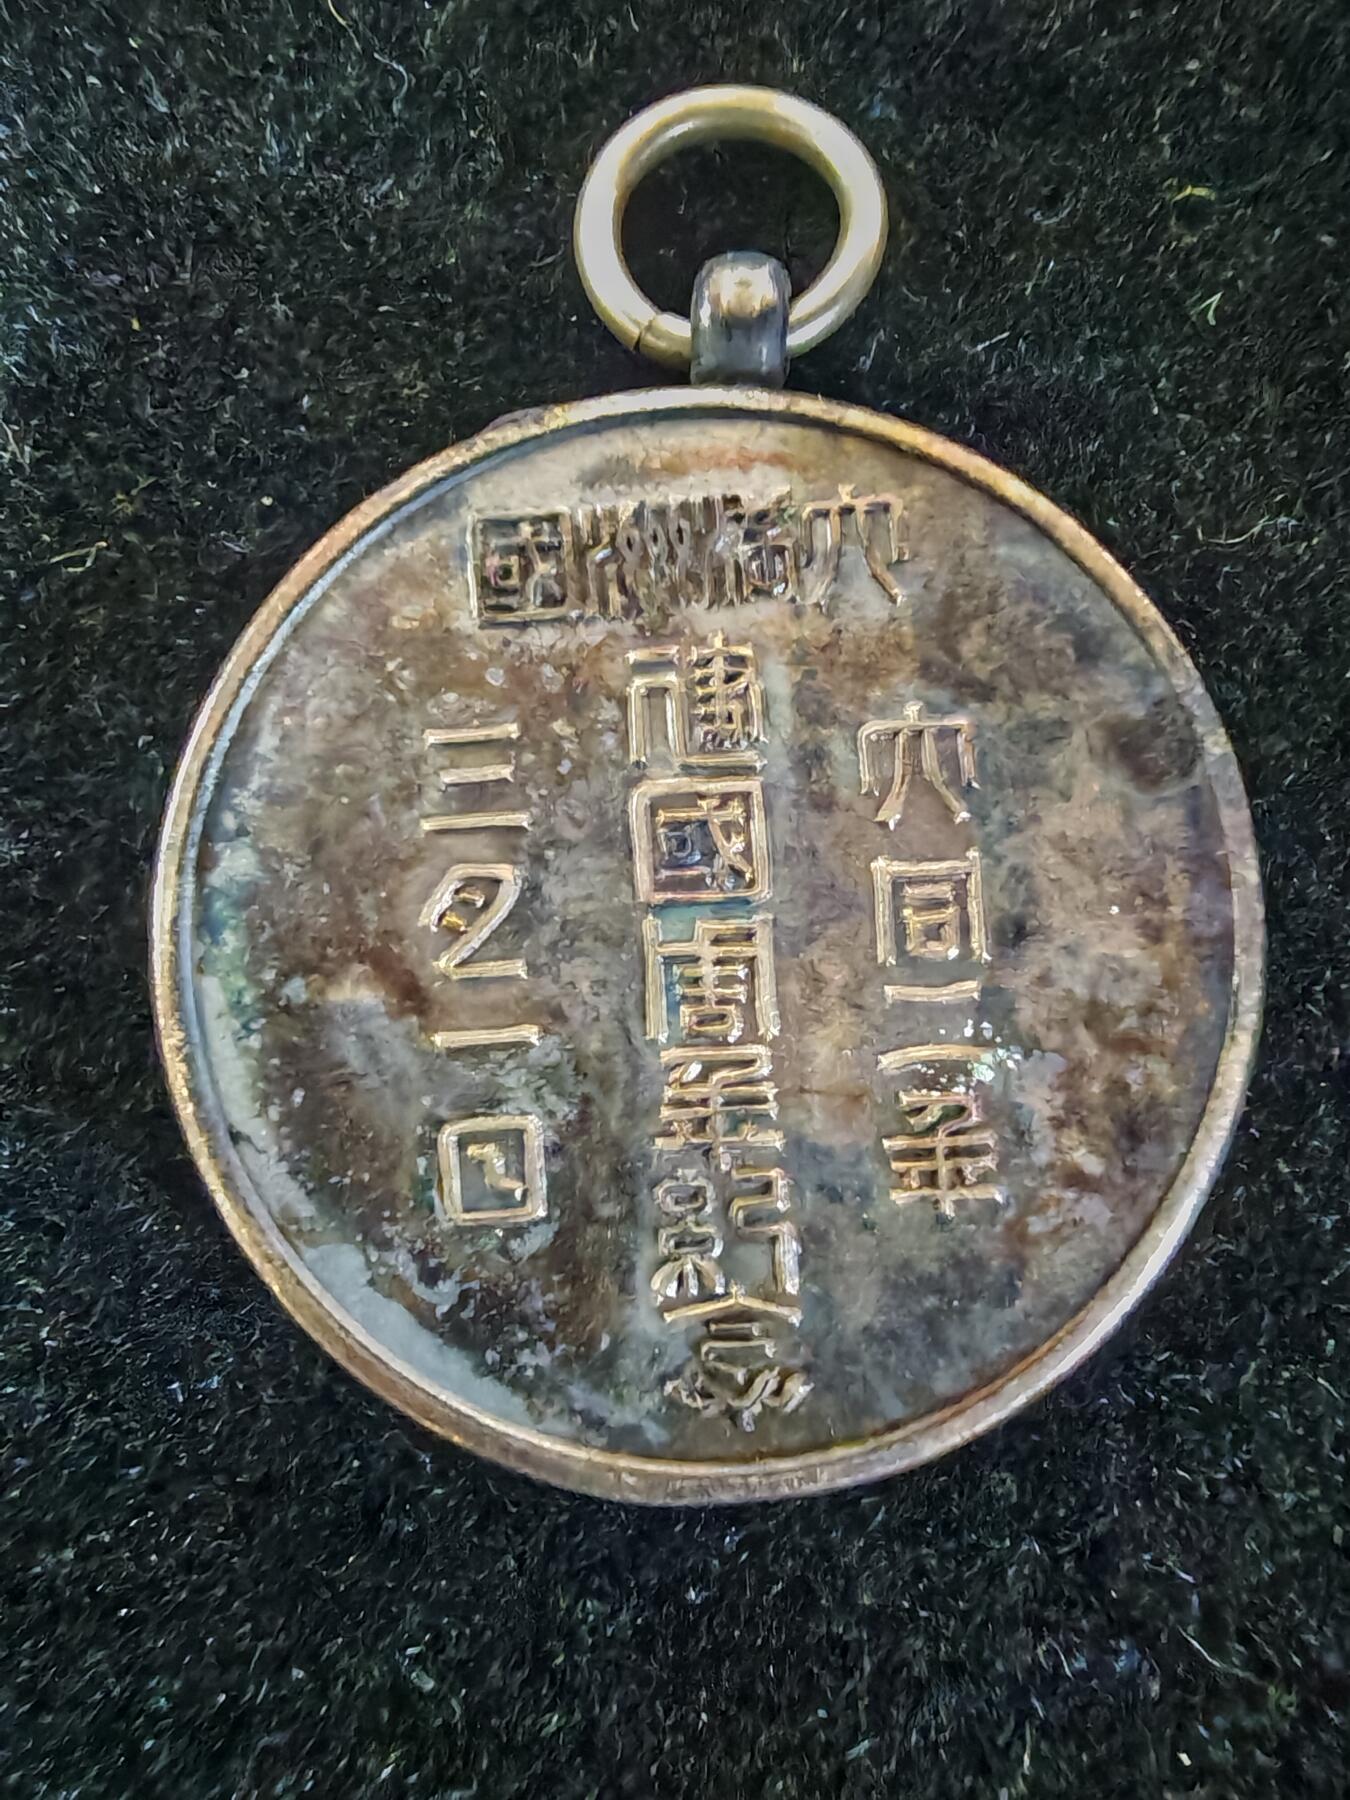 大滿洲國
大同二年
建國周年紀念
三月一日